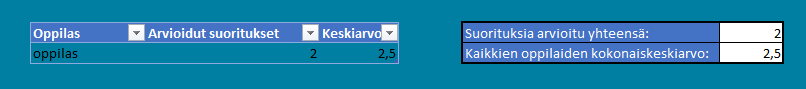 Oppilas Arvioidut suoritukset Keskiarvo
oppilas 2 2,5
Suorituksia arvioitu yhteensä: 2
Kaikkien oppilaiden kokonaiskeskiarvo: 2,5